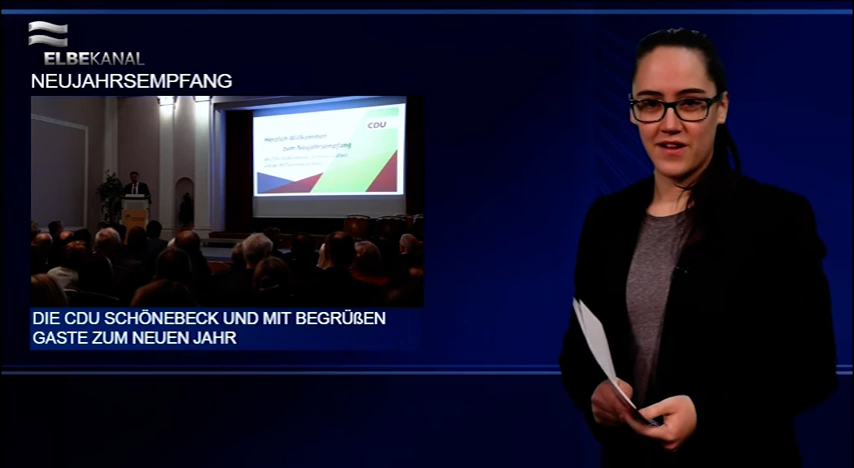 ELBEKANAL
NEUJAHRSEMPFANG
Herzlich Willkommen
zum Neujahrsempfang
CDU
DIE CDU SCHÖNEBECK UND MIT BEGRÜßEN
GASTE ZUM NEUEN JAHR